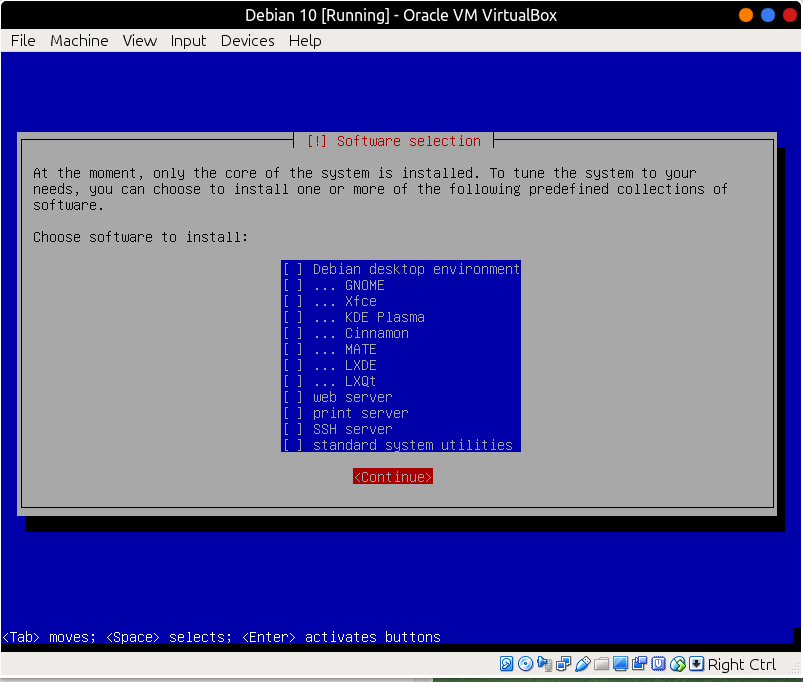 Debian 10 [Running] - Oracle VM VirtualBox
File Machine View Input Devices Help
[!] Software selection
At the moment, only the core of the system is installed. To tune the system to your
needs, you can choose to install one or more of the following predefined collections of
software.
Choose software to install:
[ ] Debian desktop environment
[ ] ... GNOME
[ ] ... Xfce
[ ] ... KDE Plasma
[ ] ... Cinnamon
[ ] ... MATE
[ ] ... LXDE
[ ] ... LXQt
[ ] web server
[ ] print server
[ ] SSH server
[ ] standard system utilities
<Continue>
<Tab> moves; <Space> selects; <Enter> activates buttons
Right Ctrl